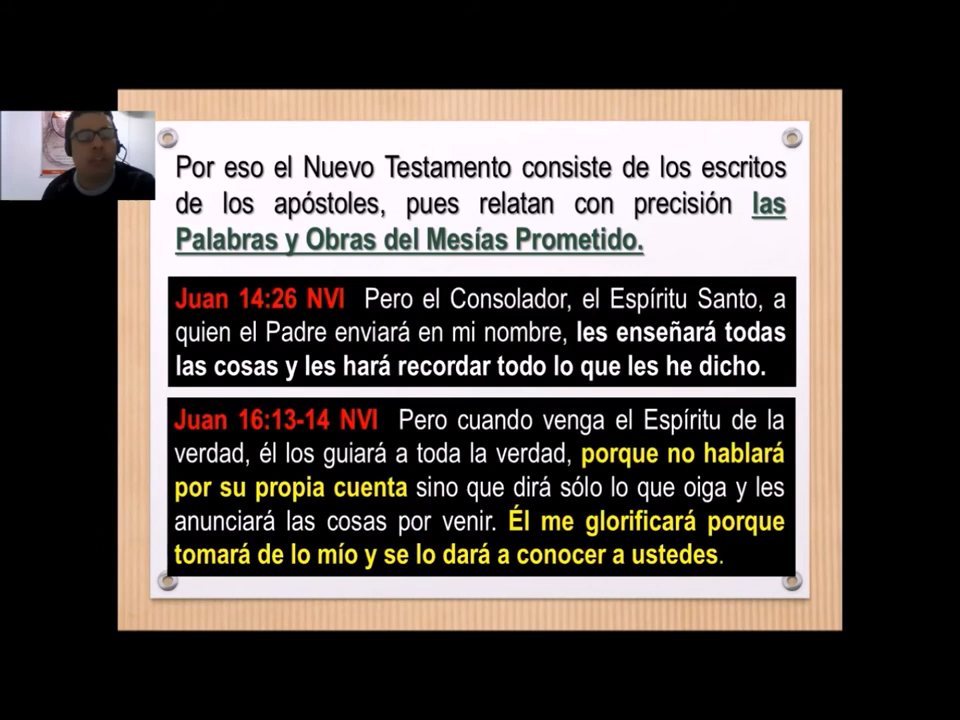 Por eso el Nuevo Testamento consiste de los escritos
de los apóstoles, pues relatan con precisión las
Palabras y Obras del Mesías Prometido.
Juan 14:26 NVI Pero el Consolador, el Espíritu Santo, a
quien el Padre enviará en mi nombre, les enseñará todas
las cosas y les hará recordar todo lo que les he dicho.
Juan 16:13-14 NVI Pero cuando venga el Espíritu de la
verdad, él los guiará a toda la verdad, porque no hablará
por su propia cuenta sino que dirá sólo lo que oiga y les
anunciará las cosas por venir. Él me glorificará porque
tomará de lo mío y se lo dará a conocer a ustedes.